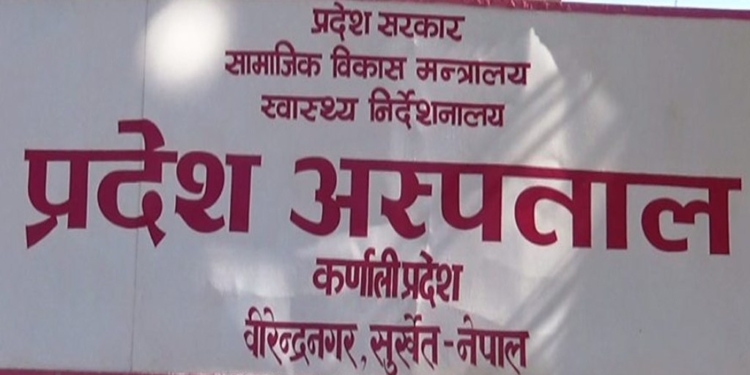 प्रदेश सरकार
सामाजिक विकास मन्त्रालय
स्वास्थ्य निर्देशनालय
प्रदेश अस्पताल
कर्णाली प्रदेश
वीरेन्द्रनगर, सुर्खेत-नेपाल